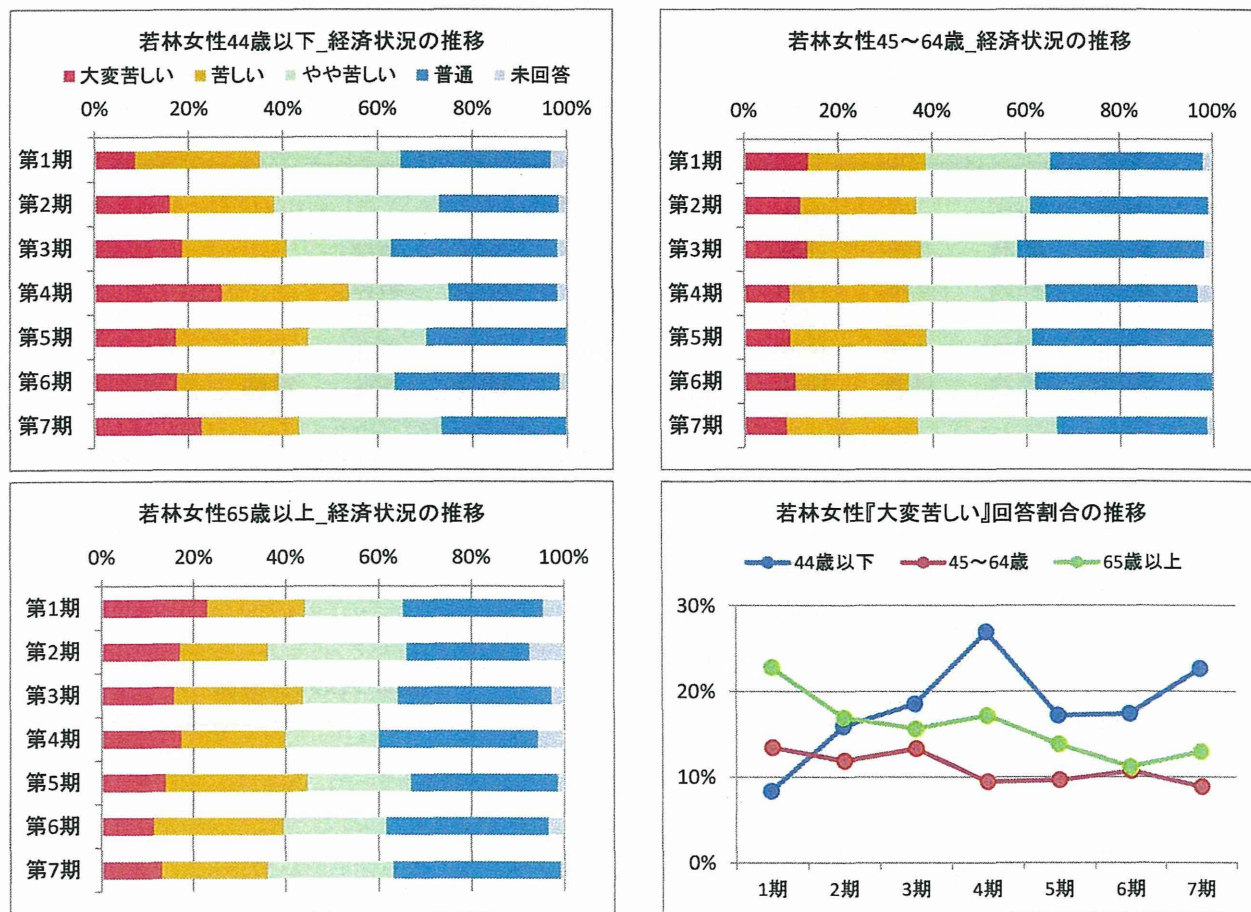 若林女性44歳以下_経済状況の推移
大変苦しい 苦しい やや苦しい 普通 未回答
0% 20% 40% 60% 80% 100%
第1期
第2期
第3期
第4期
第5期
第6期
第7期
若林女性45～64歳_経済状況の推移
0% 20% 40% 60% 80% 100%
第1期
第2期
第3期
第4期
第5期
第6期
第7期
若林女性65歳以上_経済状況の推移
0% 20% 40% 60% 80% 100%
第1期
第2期
第3期
第4期
第5期
第6期
第7期
若林女性『大変苦しい』回答割合の推移
44歳以下 45～64歳 65歳以上
30%
20%
10%
0%
1期 2期 3期 4期 5期 6期 7期